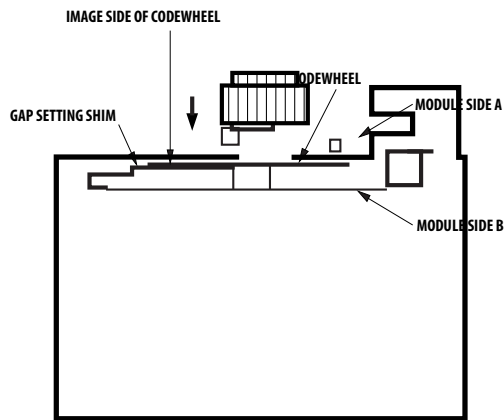 IMAGE SIDE OF CODEWHEEL
ODEWHEEL
MODULE SIDE A
GAP SETTING SHIM
MODULE SIDE B